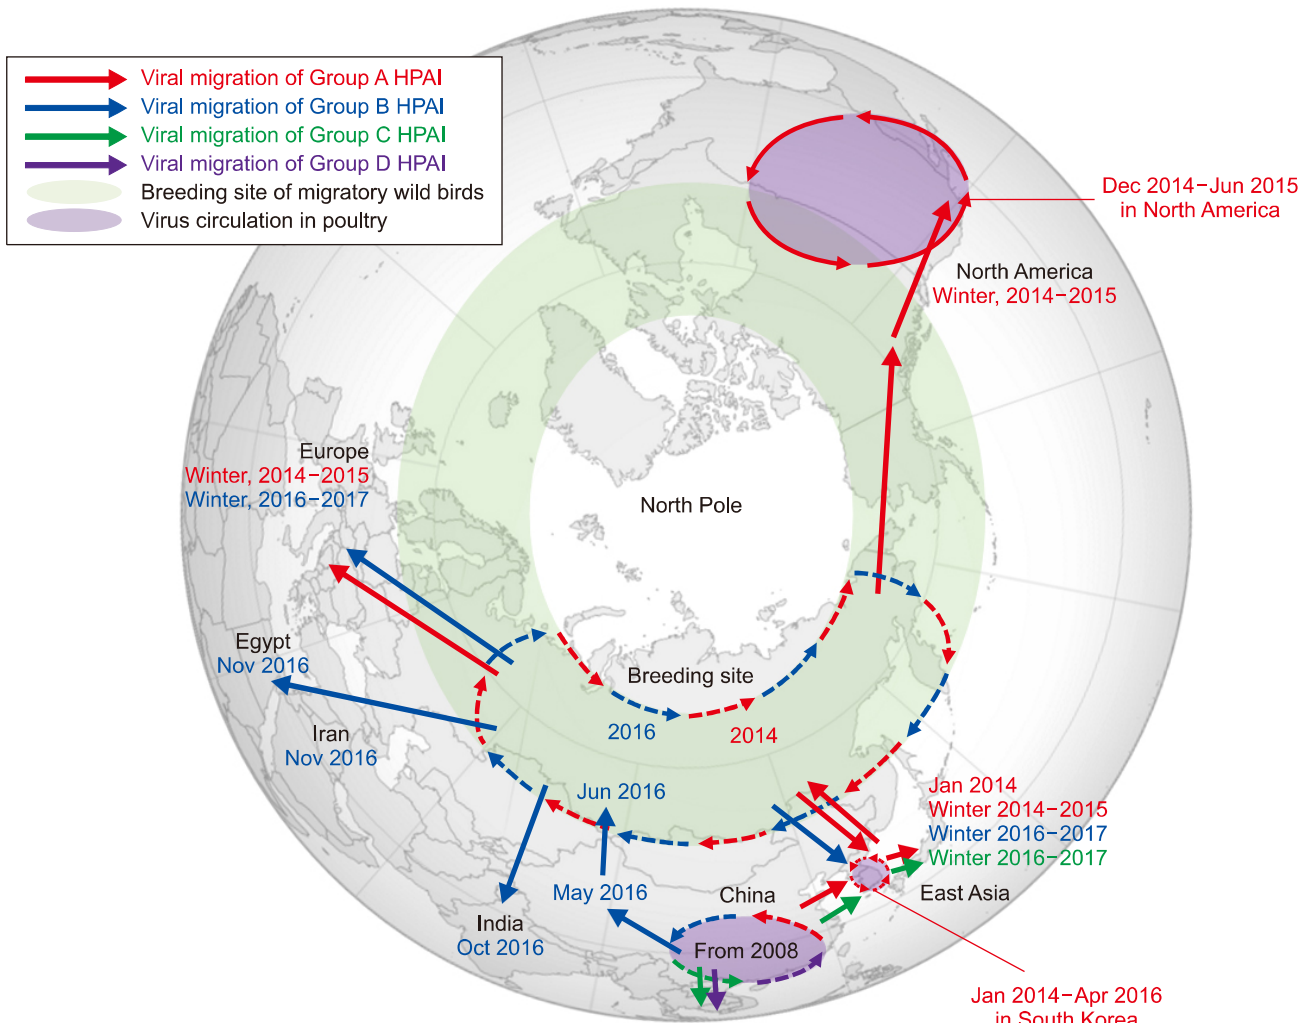 Viral migration of Group A HPAI
Viral migration of Group B HPAI
Viral migration of Group C HPAI
Viral migration of Group D HPAI
Breeding site of migratory wild birds
Virus circulation in poultry
Dec 2014–Jun 2015
in North America
North America
Winter, 2014–2015
Europe
Winter, 2014–2015
Winter, 2016–2017
North Pole
Egypt
Nov 2016
Iran
Nov 2016
Breeding site
2016
2014
Jun 2016
Jan 2014
Winter 2014–2015
Winter 2016–2017
Winter 2016–2017
East Asia
May 2016
China
India
Oct 2016
From 2008
Jan 2014–Apr 2016
in South Korea